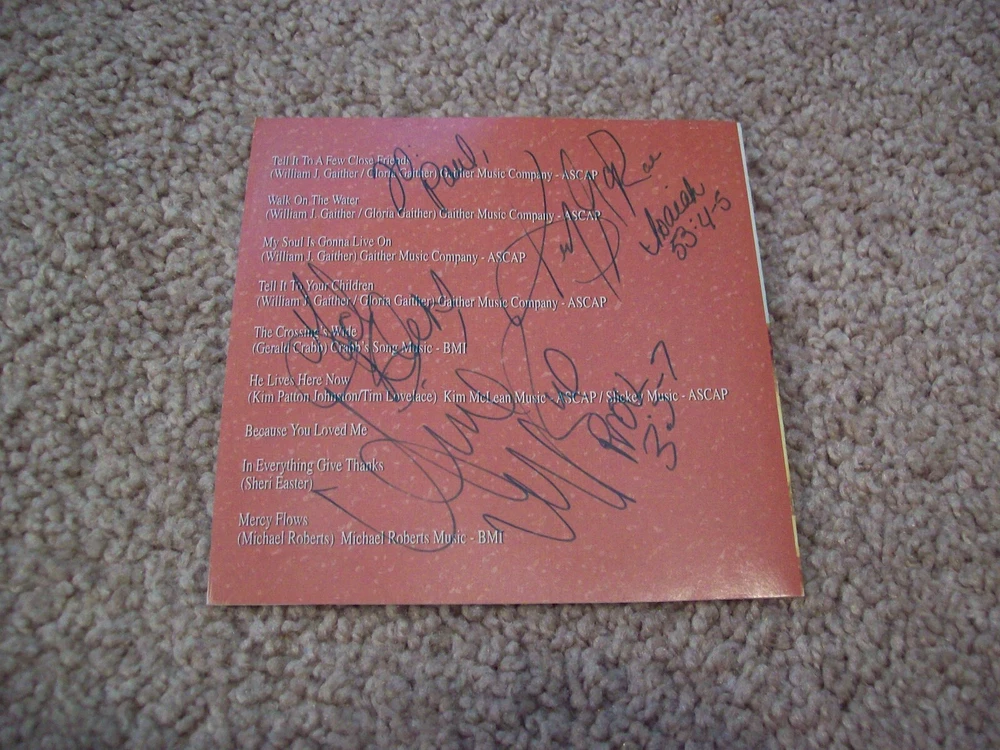 Tell It To A Few Close Friends
(William J. Gaither / Gloria Gaither) Gaither Music Company - ASCAP
Walk On The Water
(William J. Gaither / Gloria Gaither) Gaither Music Company - ASCAP
My Soul Is Gonna Live On
(William J. Gaither) Gaither Music Company - ASCAP
Tell It To Your Children
(William J. Gaither / Gloria Gaither) Gaither Music Company - ASCAP
The Crossing's Wide
(Gerald Crabb) Crabb's Song Music - BMI
He Lives Here Now
(Kim Patton Johnston/Tim Lovelace) Kim McLean Music - ASCAP / Slickey Music - ASCAP
Because You Loved Me
In Everything Give Thanks
(Sheri Easter)
Mercy Flows
(Michael Roberts) Michael Roberts Music - BMI
Paul,
Isaiah
53:4-5
Prov
3:5-7